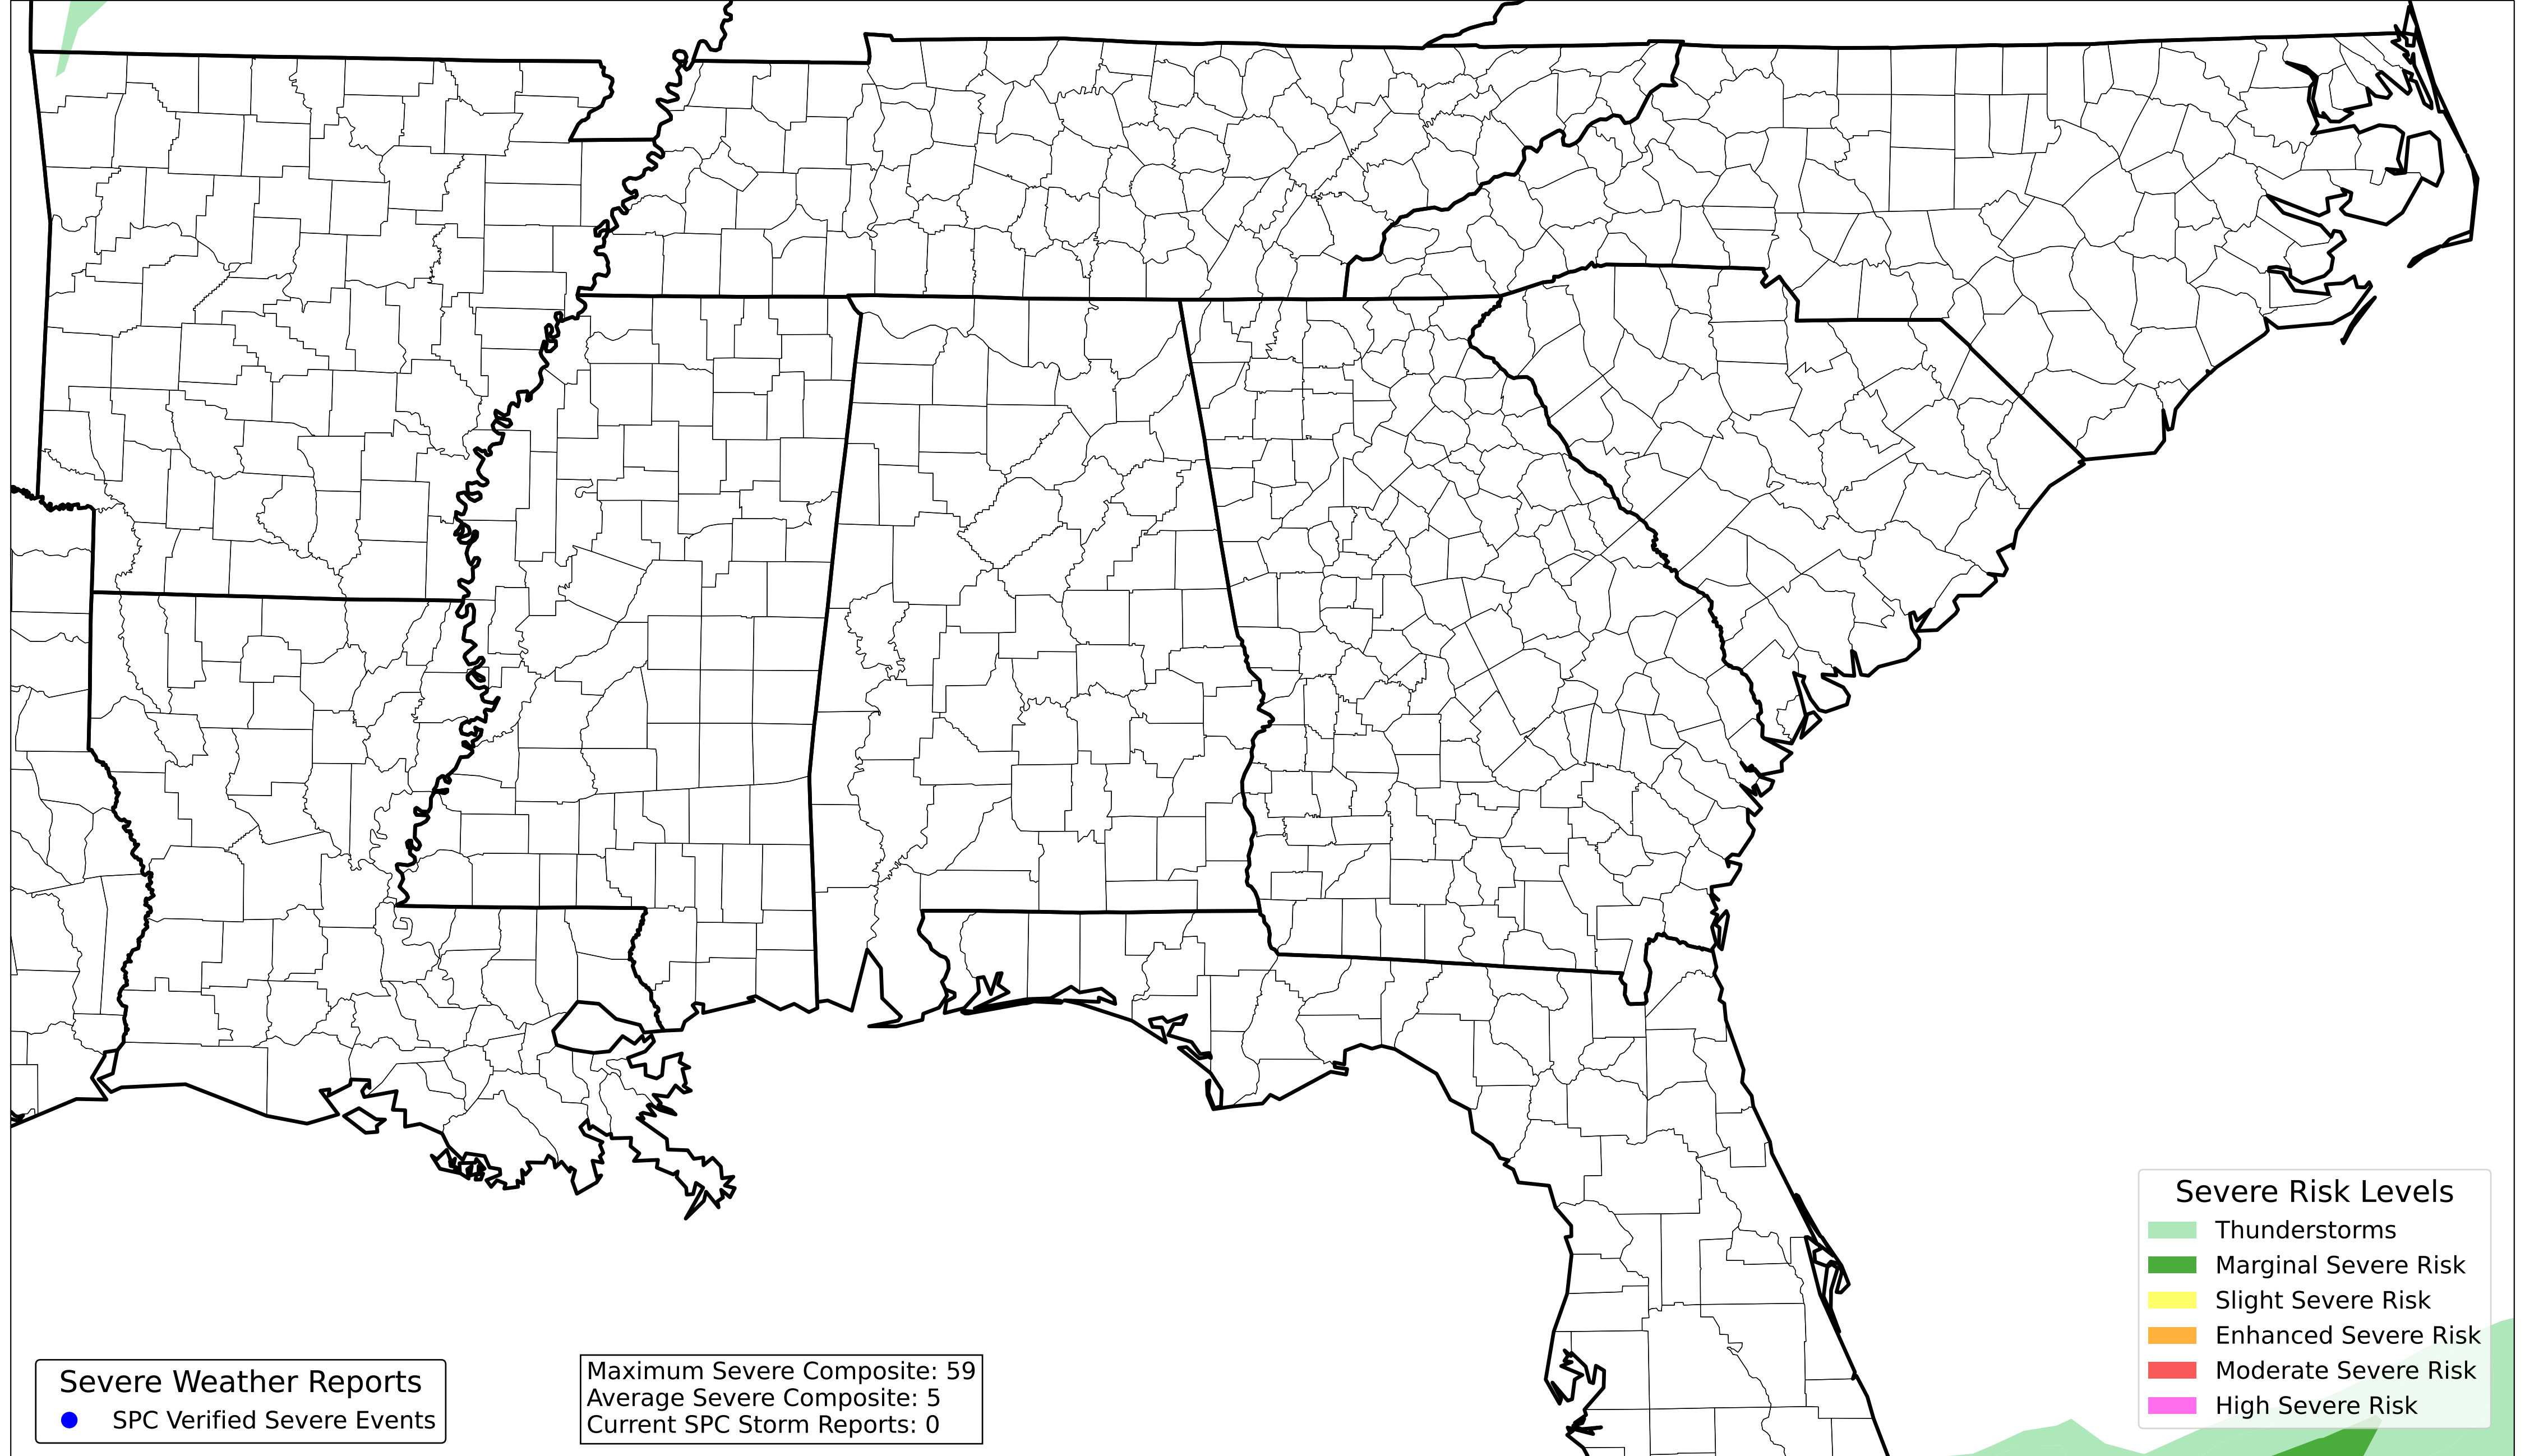 Severe Risk Levels
Thunderstorms
Marginal Severe Risk
Slight Severe Risk
Enhanced Severe Risk
Moderate Severe Risk
High Severe Risk
Severe Weather Reports
SPC Verified Severe Events
Maximum Severe Composite: 59
Average Severe Composite: 5
Current SPC Storm Reports: 0